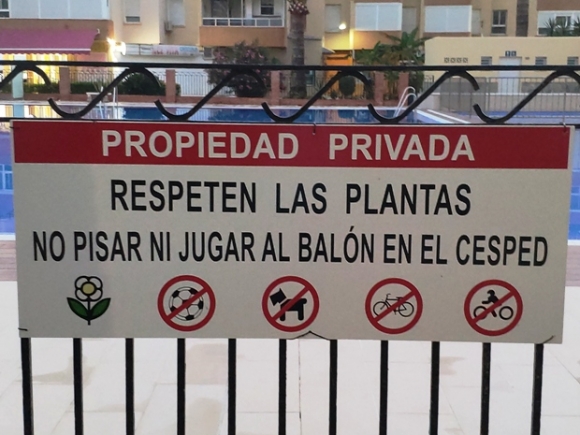 PROPIEDAD PRIVADA
RESPETEN LAS PLANTAS
NO PISAR NI JUGAR AL BALÓN EN EL CESPED